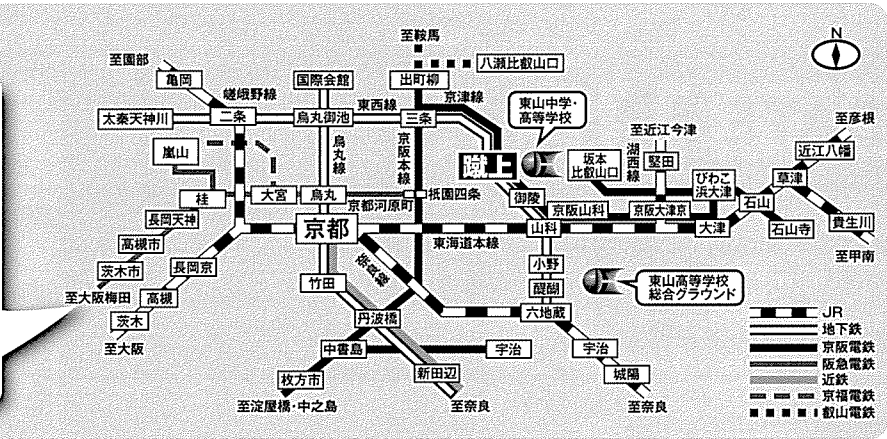 至鞍馬
N
至園部
八瀬比叡山口
亀岡
嵯峨野線
国際会館
出町柳
京津線
東西線
東山中学・
高等学校
至彦根
太秦天神川
二条
烏丸御池
三条
至近江今津
近江八幡
嵐山
烏丸線
京阪本線
蹴上
坂本
比叡山口
湖西線
堅田
びわこ
浜大津
草津
桂
大宮
烏丸
祇園四条
御陵
石山
京都河原町
京阪山科
京阪大津京
長岡天神
京都
東海道本線
山科
大津
石山寺
貴生川
高槻市
奈良線
小野
至甲南
茨木市
長岡京
竹田
醍醐
東山高等学校
総合グラウンド
至大阪梅田
高槻
丹波橋
六地蔵
JR
茨木
地下鉄
至大阪
中書島
宇治
宇治
京阪電鉄
阪急電鉄
枚方市
新田辺
城陽
近鉄
京福電鉄
至淀屋橋・中之島
至奈良
至奈良
叡山電鉄